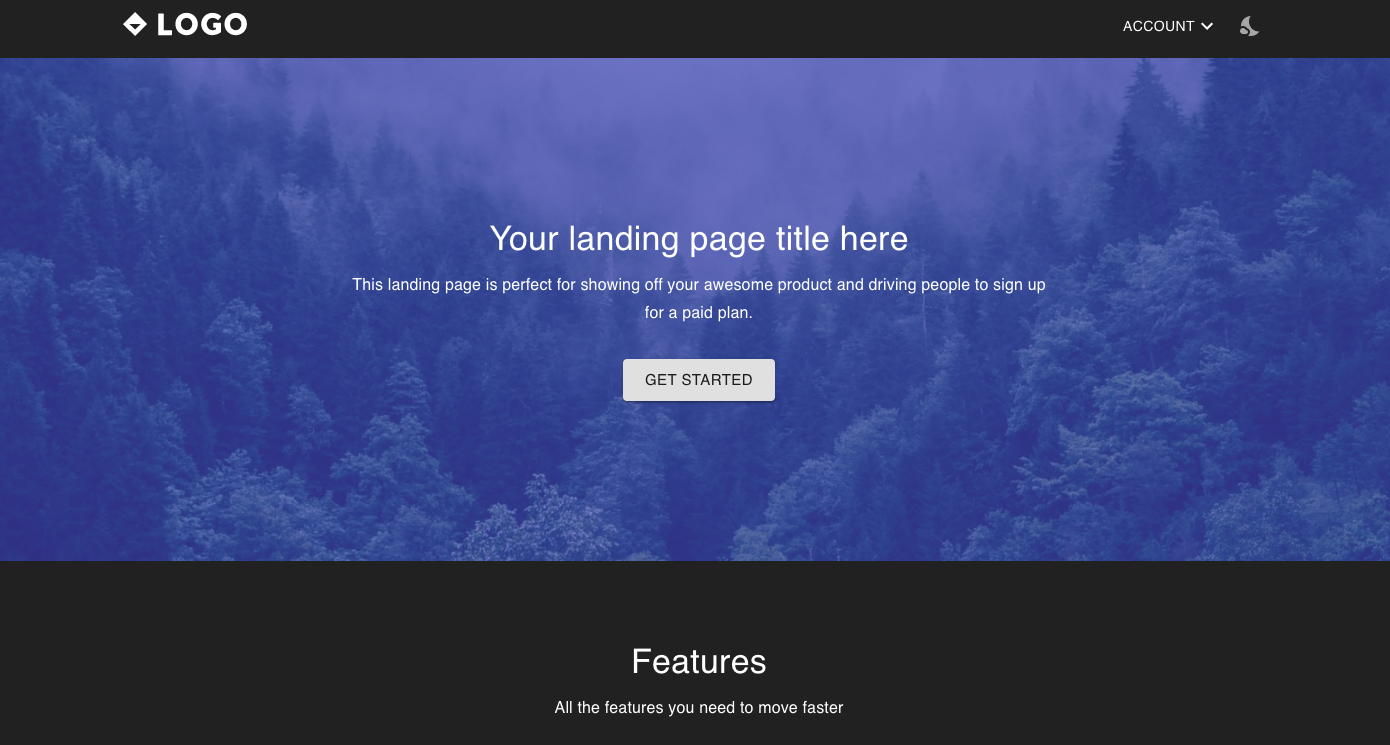 LOGO
ACCOUNT
Your landing page title here
This landing page is perfect for showing off your awesome product and driving people to sign up
for a paid plan.
GET STARTED
Features
All the features you need to move faster